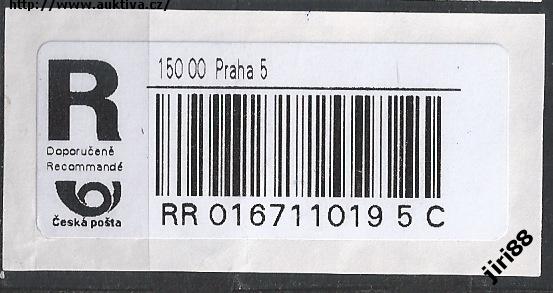 http://www.auktiva.cz/
R
150 00 Praha 5
Doporučeně
Recommandé
Česká pošta
RR 016711019 5 C
jiri88